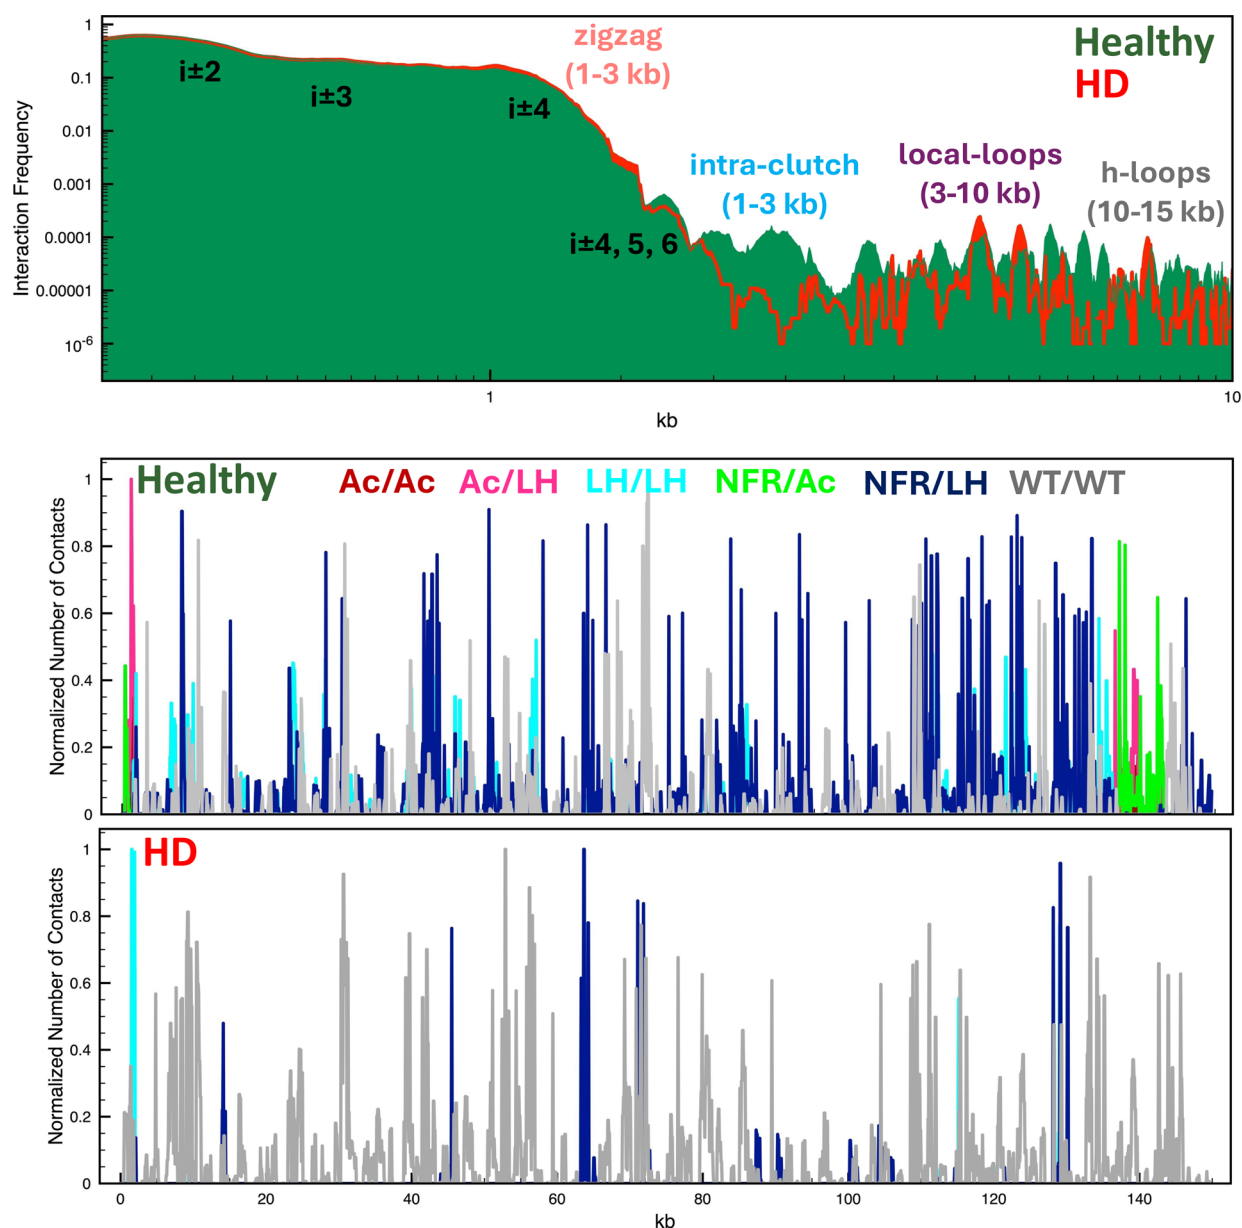 zigzag
(1-3 kb)
Healthy
HD
i±2
i±3
i±4
intra-clutch
(1-3 kb)
local-loops
(3-10 kb)
h-loops
(10-15 kb)
i±4, 5, 6
Interaction Frequency
1
0.1
0.01
0.001
0.0001
0.00001
10-6
1
10
kb
Healthy
Ac/Ac
Ac/LH
LH/LH
NFR/Ac
NFR/LH
WT/WT
Normalized Number of Contacts
1
0.8
0.6
0.4
0.2
0
HD
Normalized Number of Contacts
1
0.8
0.6
0.4
0.2
0
0
20
40
60
80
100
120
140
kb